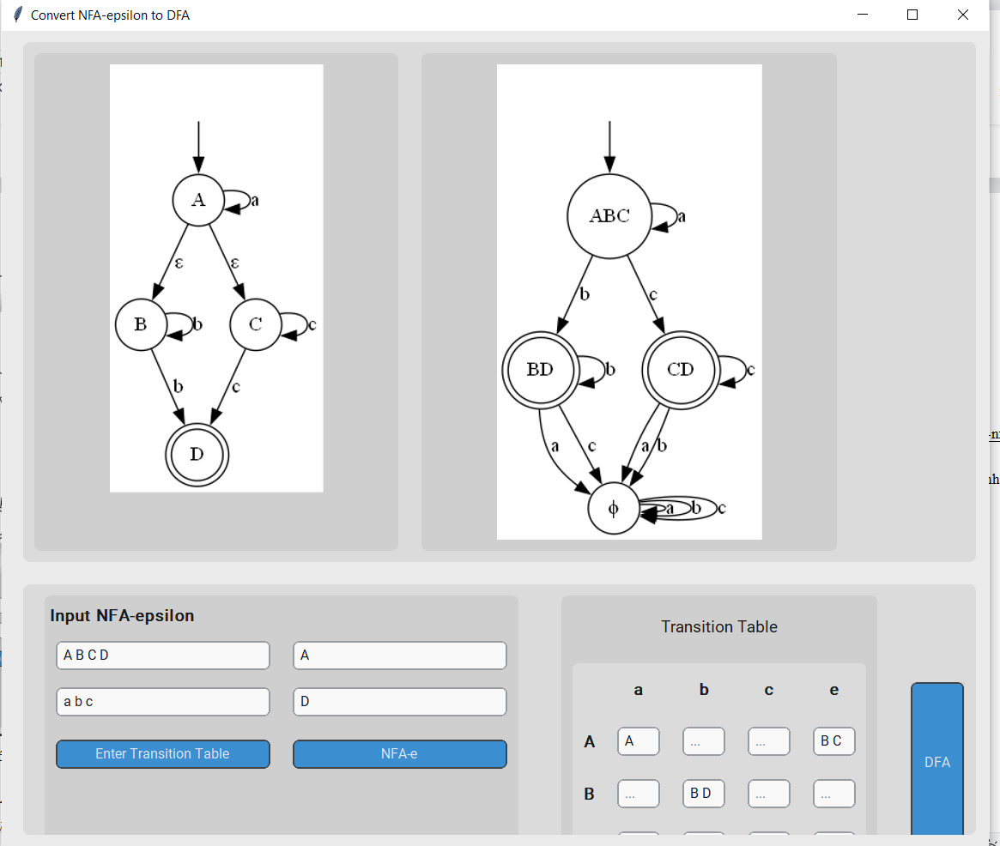 Convert NFA-epsilon to DFA
A
a
ε
ε
B
b
C
c
b
c
D
ABC
a
b
c
BD
b
CD
c
a
c
a
b
ϕ
a
b
c
Input NFA-epsilon
A B C D
A
a b c
D
Enter Transition Table
NFA-e
Transition Table
a b c e
A A ... ... B C
B ... B D ... ...
DFA